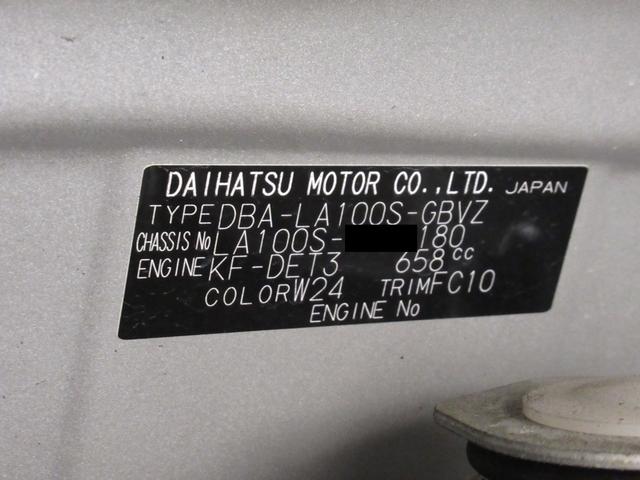 DAIHATSU MOTOR CO.,LTD. JAPAN
TYPE DBA-LA100S-GBVZ
CHASSIS No LA100S- 180
ENGINE KF-DET3 658cc
COLOR W24 TRIM FC10
ENGINE No